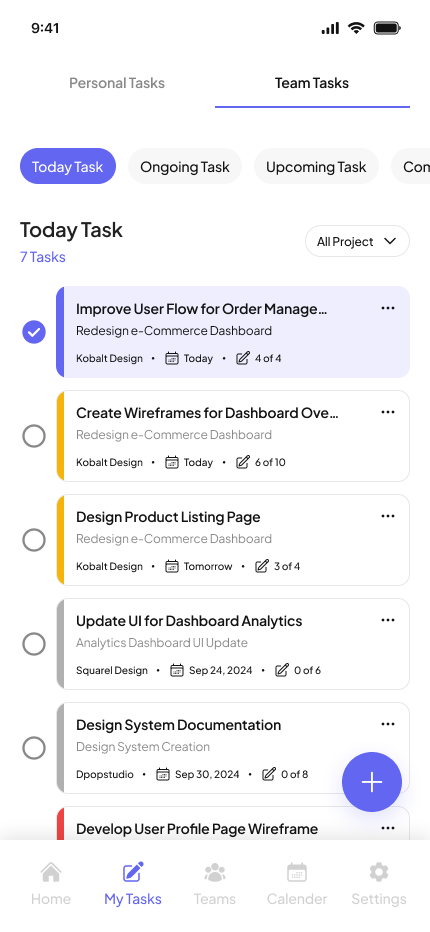 9:41
Personal Tasks Team Tasks
Today Task Ongoing Task Upcoming Task Com
Today Task
7 Tasks
All Project
Improve User Flow for Order Manage...
Redesign e-Commerce Dashboard
Kobalt Design • Today • 4 of 4
Create Wireframes for Dashboard Ove...
Redesign e-Commerce Dashboard
Kobalt Design • Today • 6 of 10
Design Product Listing Page
Redesign e-Commerce Dashboard
Kobalt Design • Tomorrow • 3 of 4
Update UI for Dashboard Analytics
Analytics Dashboard UI Update
Squarel Design • Sep 24, 2024 • 0 of 6
Design System Documentation
Design System Creation
Dpopstudio • Sep 30, 2024 • 0 of 8
Develop User Profile Page Wireframe
Home My Tasks Teams Calender Settings